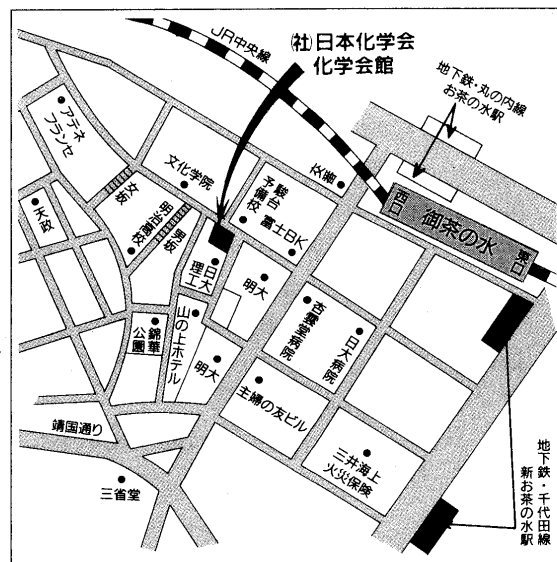 (社)日本化学会
化学会館
JR中央線
地下鉄・丸の内線
お茶の水駅
アテネ
フランセ
文化学院
交番
駿台
予備校
富士BK
西口
御茶の水
東口
天政
女坂
明治高校
男坂
日大
理工
明大
杏雲堂病院
日大病院
錦華
公園
山の上ホテル
明大
主婦の友ビル
靖国通り
三省堂
三井海上
火災保険
地下鉄・千代田線
新お茶の水駅